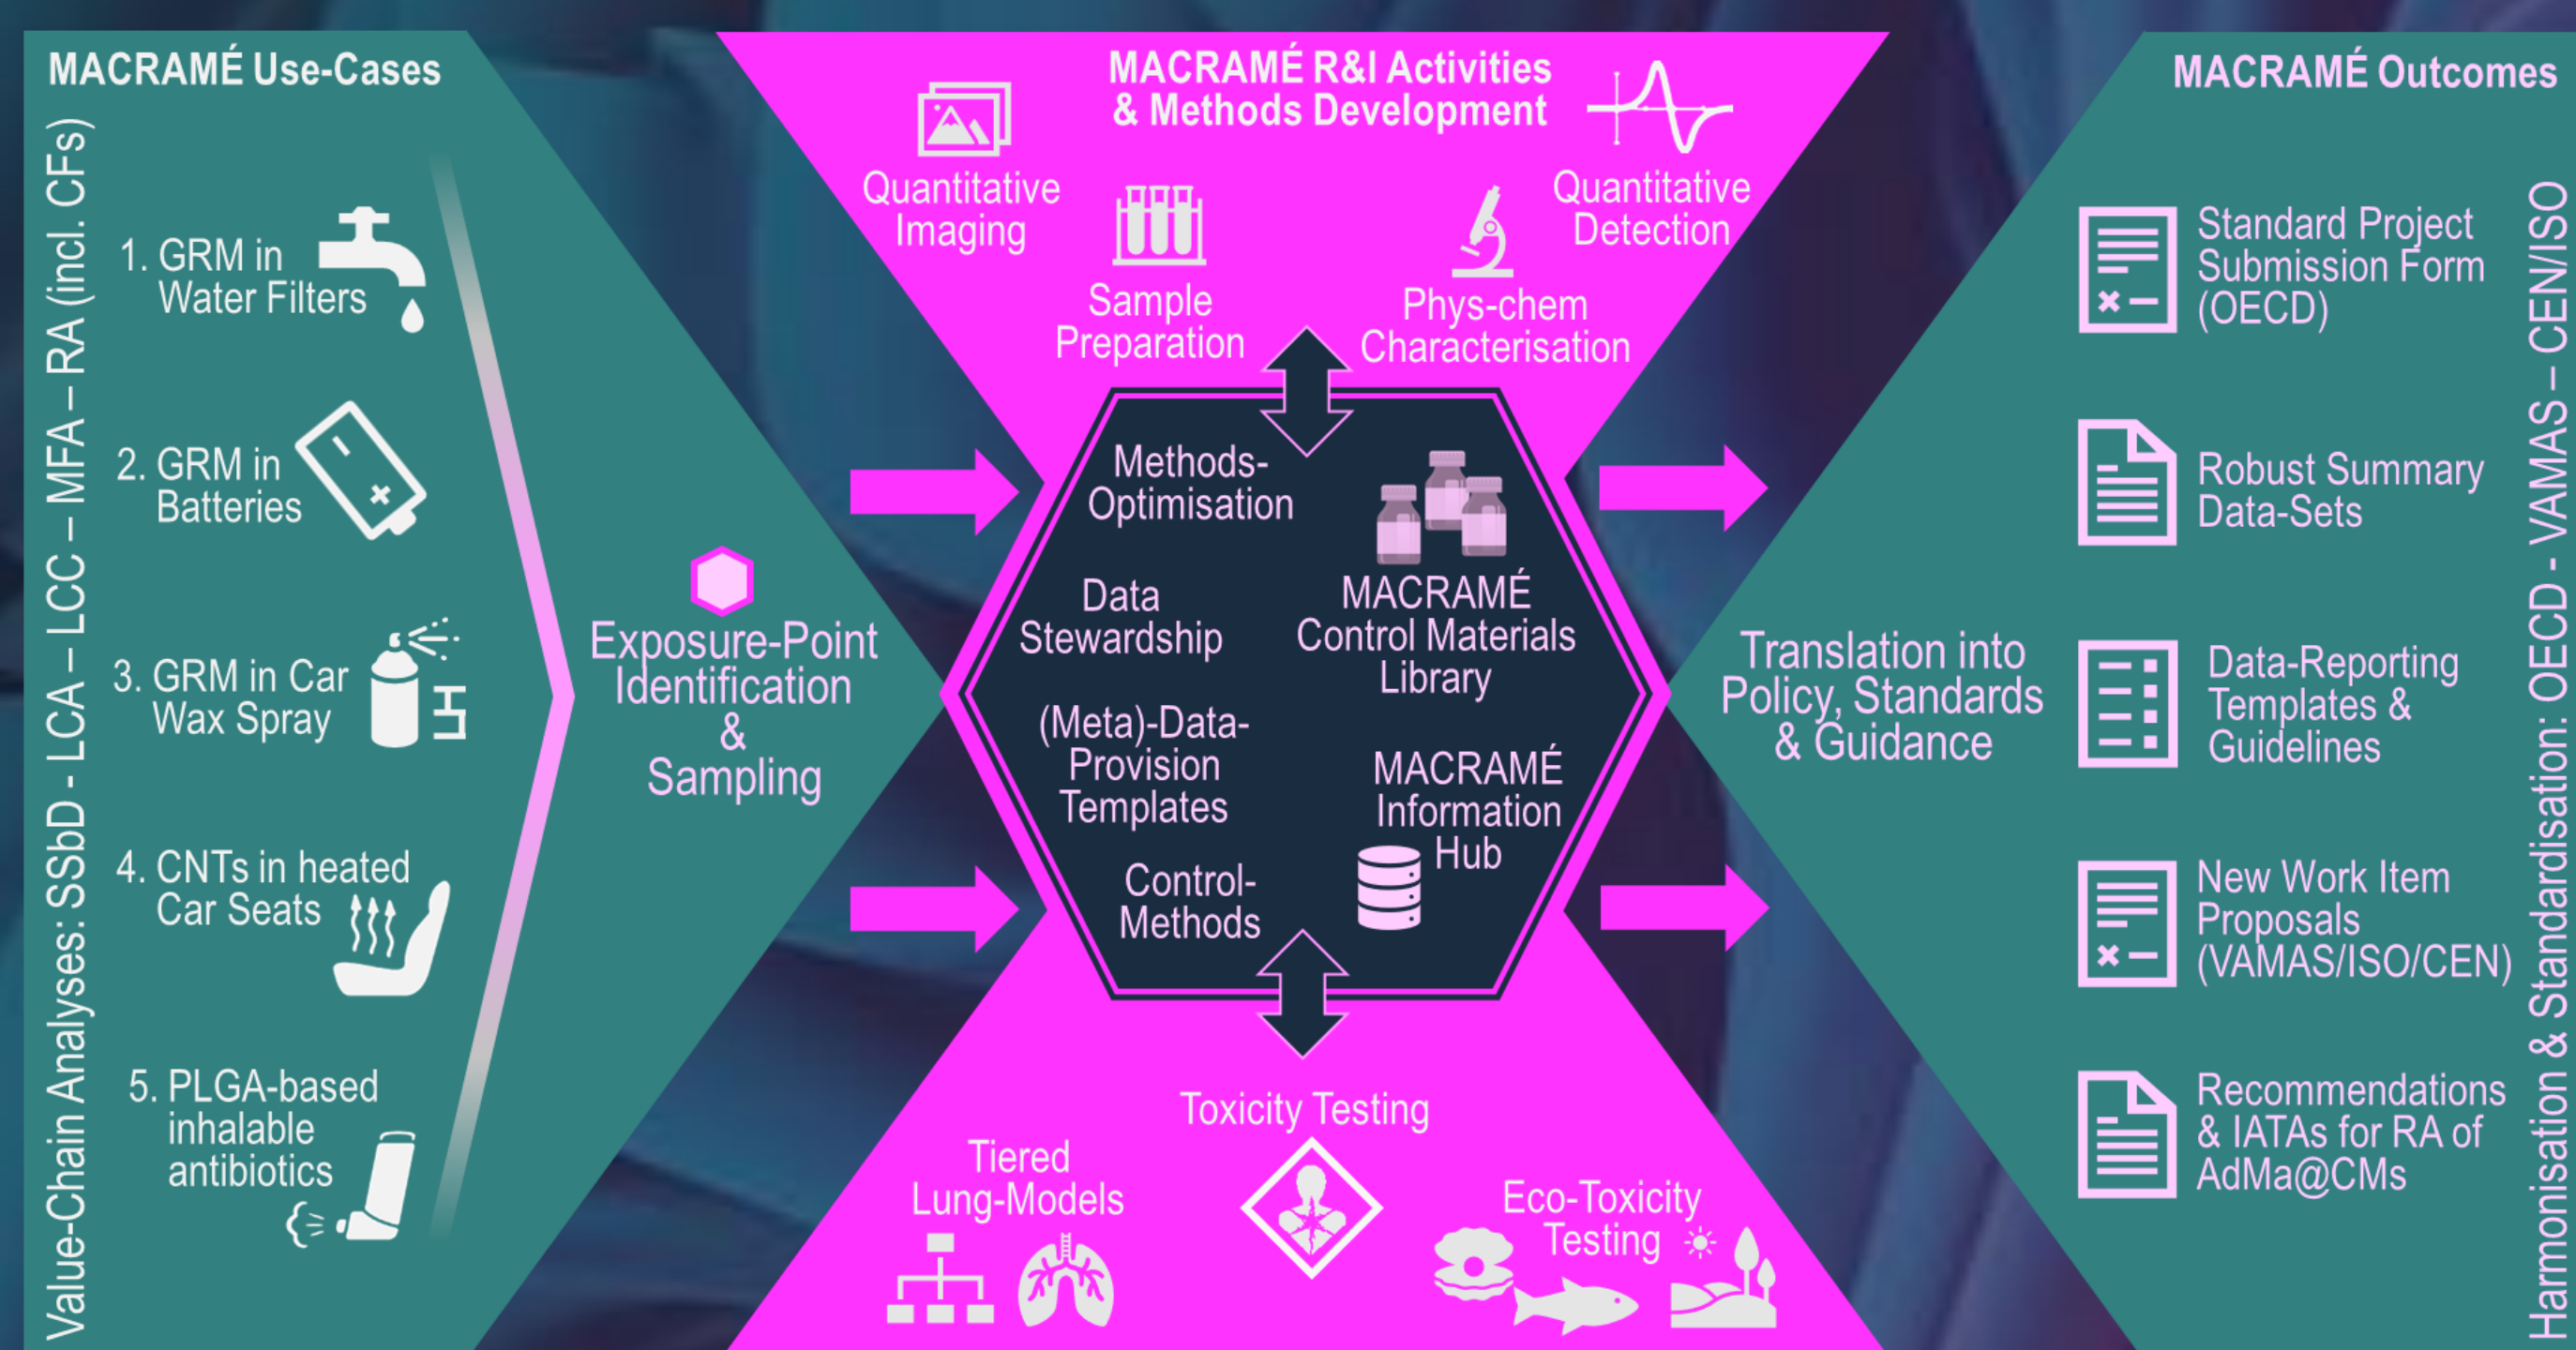 MACRAMÉ Use-Cases
Value-Chain Analyses: SSbD - LCA – LCC – MFA – RA (incl. CFs)
1. GRM in
Water Filters
2. GRM in
Batteries
3. GRM in Car
Wax Spray
4. CNTs in heated
Car Seats
5. PLGA-based
inhalable
antibiotics
Exposure-Point
Identification
&
Sampling
MACRAMÉ R&I Activities
& Methods Development
Quantitative
Imaging
Sample
Preparation
Phys-chem
Characterisation
Quantitative
Detection
Methods-
Optimisation
Data
Stewardship
(Meta)-Data-
Provision
Templates
Control-
Methods
MACRAMÉ
Control Materials
Library
MACRAMÉ
Information
Hub
Toxicity Testing
Tiered
Lung-Models
Eco-Toxicity
Testing
Translation into
Policy, Standards
& Guidance
MACRAMÉ Outcomes
Standard Project
Submission Form
(OECD)
Robust Summary
Data-Sets
Data-Reporting
Templates &
Guidelines
New Work Item
Proposals
(VAMAS/ISO/CEN)
Recommendations
& IATAs for RA of
AdMa@CMs
Harmonisation & Standardisation: OECD - VAMAS – CEN/ISO